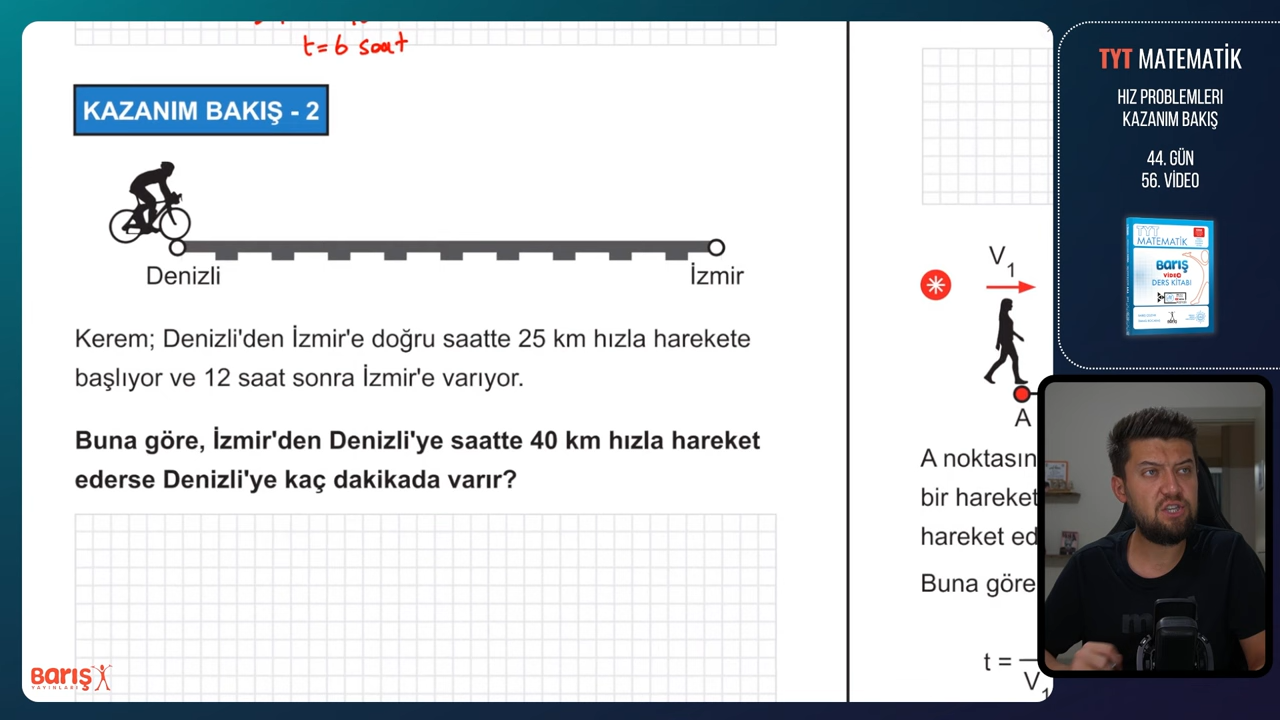 t=6 saat
KAZANIM BAKIŞ - 2
Denizli
İzmir
Kerem; Denizli'den İzmir'e doğru saatte 25 km hızla harekete
başlıyor ve 12 saat sonra İzmir'e varıyor.
Buna göre, İzmir'den Denizli'ye saatte 40 km hızla hareket
ederse Denizli'ye kaç dakikada varır?
BARIŞ
YAYINLARI
V1
A
A noktasın
bir hareket
hareket ed
Buna göre
t =
V1
TYT MATEMATİK
HIZ PROBLEMLERI
KAZANIM BAKIŞ
44. GÜN
56. VİDEO
TYT
MATEMATİK
BARIŞ
VİDEO
DERS KİTABI